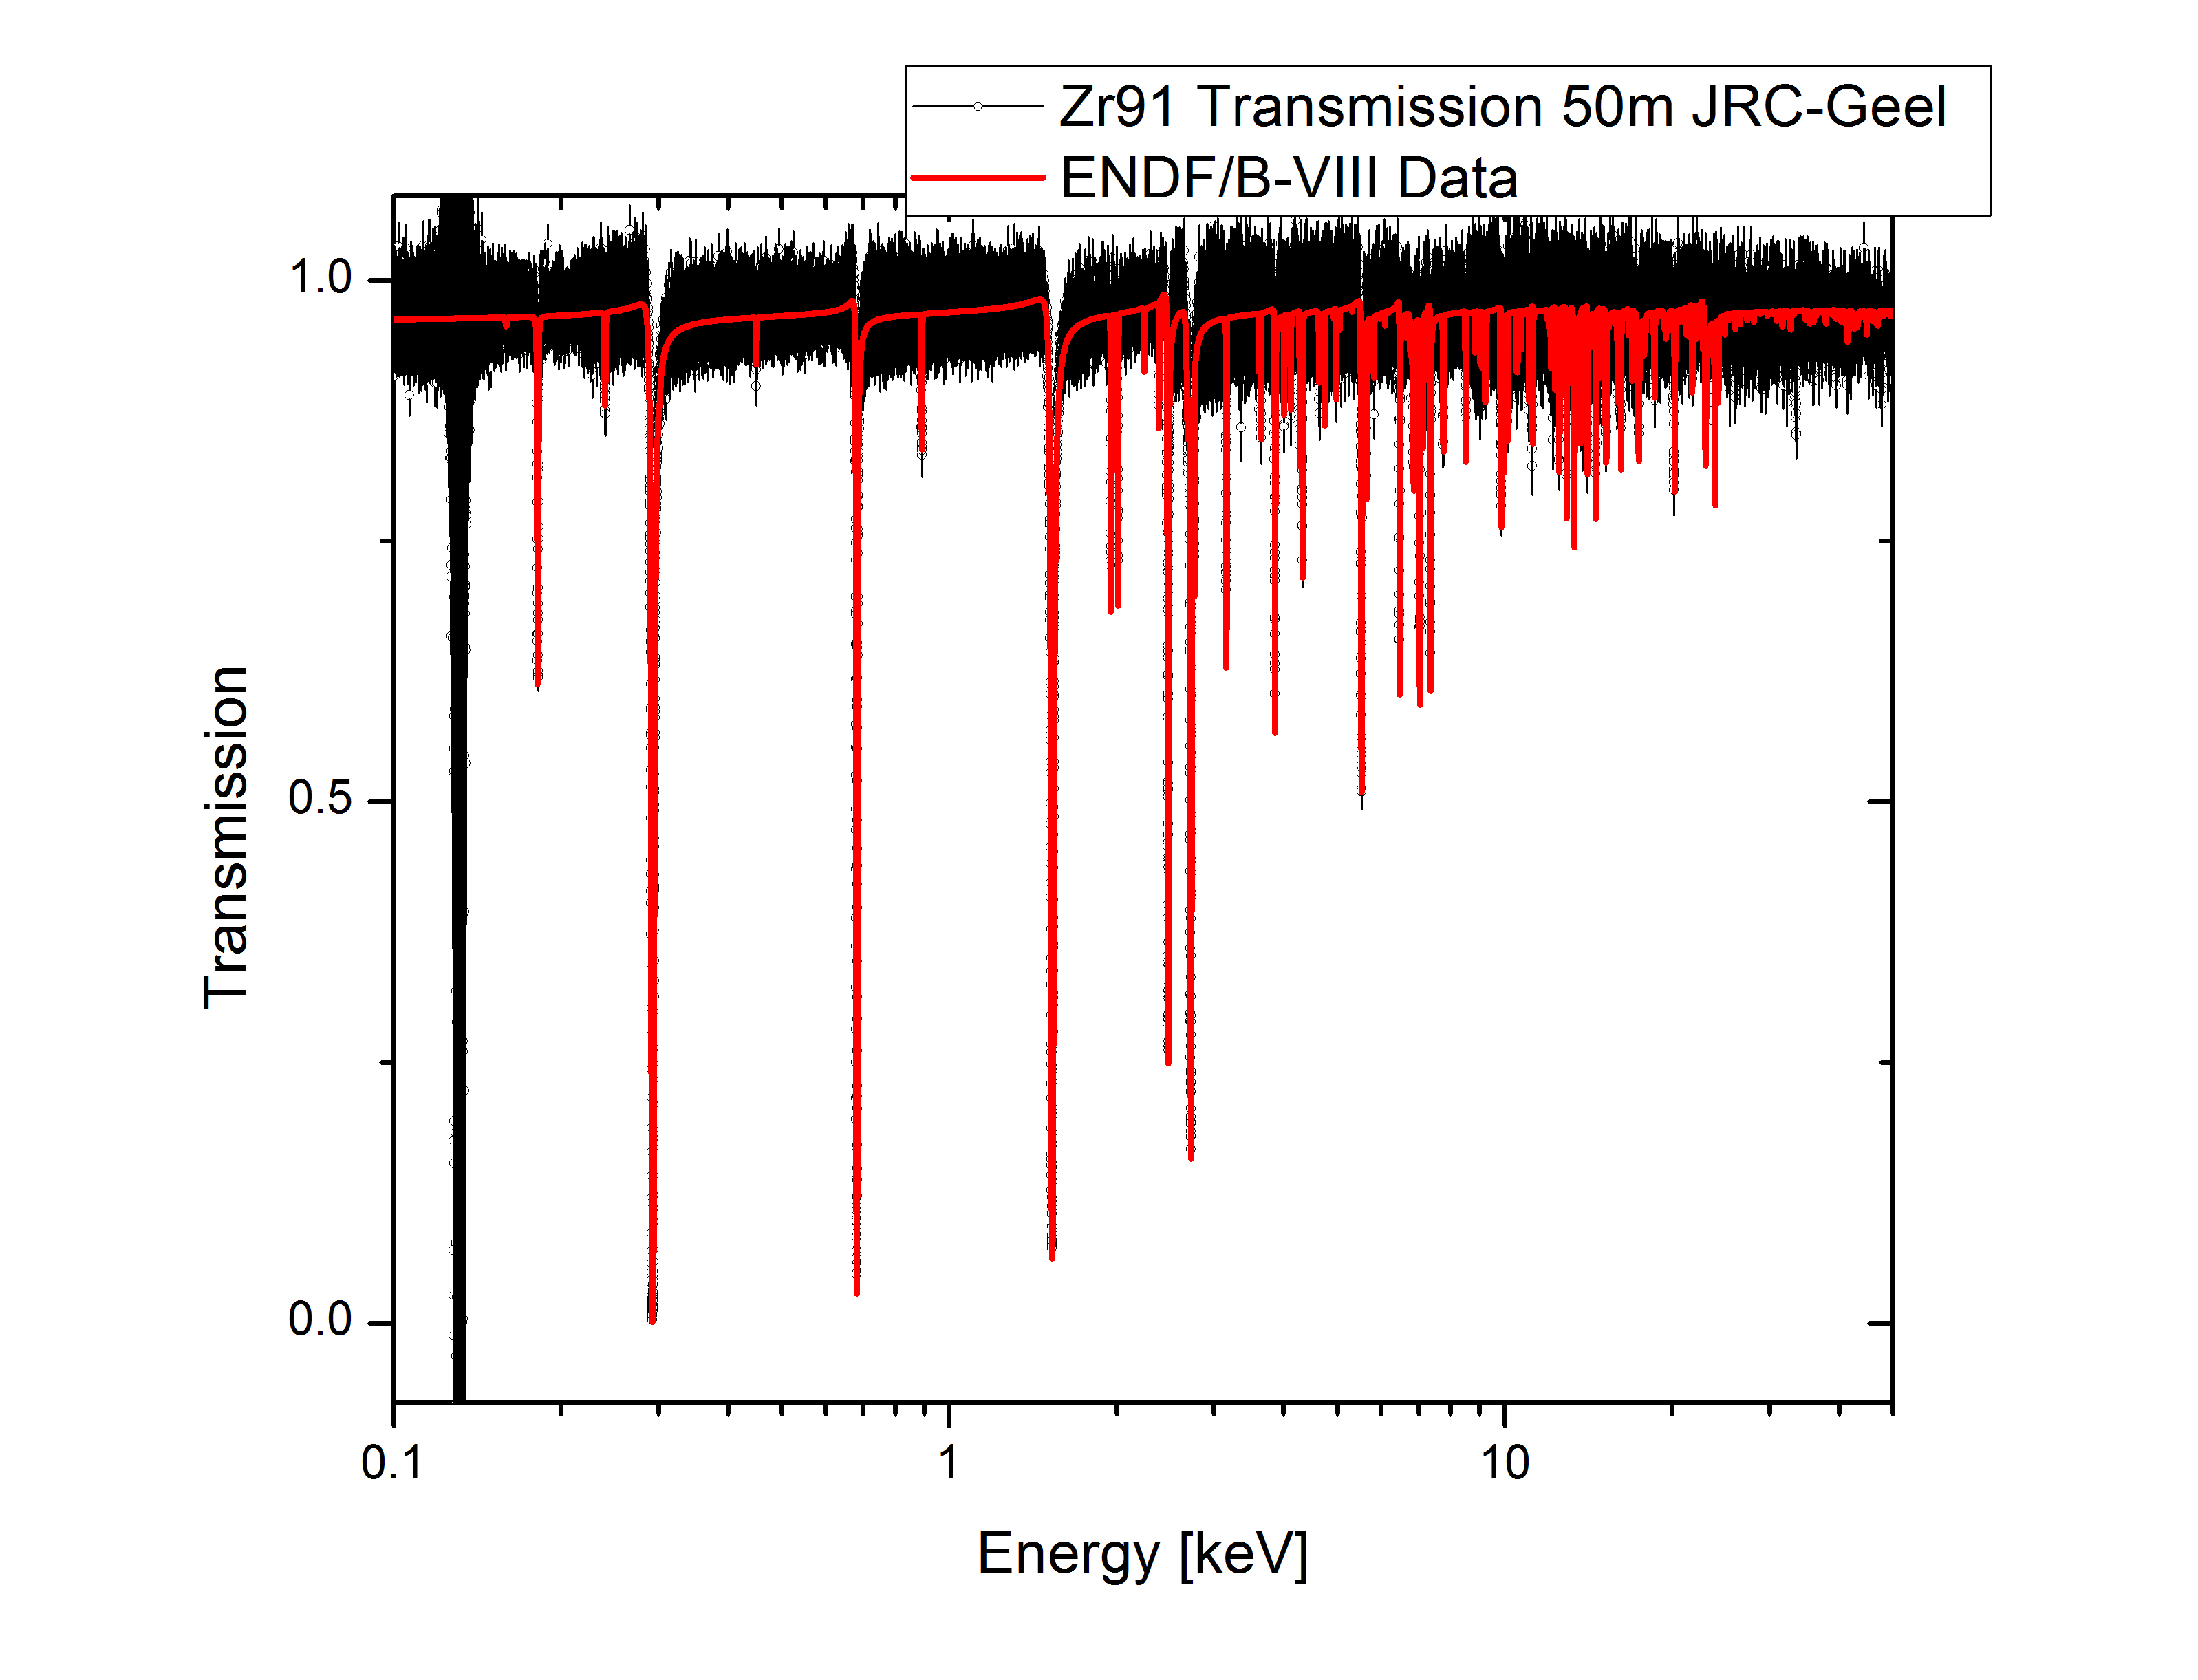 Zr91 Transmission 50m JRC-Geel
ENDF/B-VIII Data
1.0
0.5
0.0
Transmission
0.1
1
10
Energy [keV]